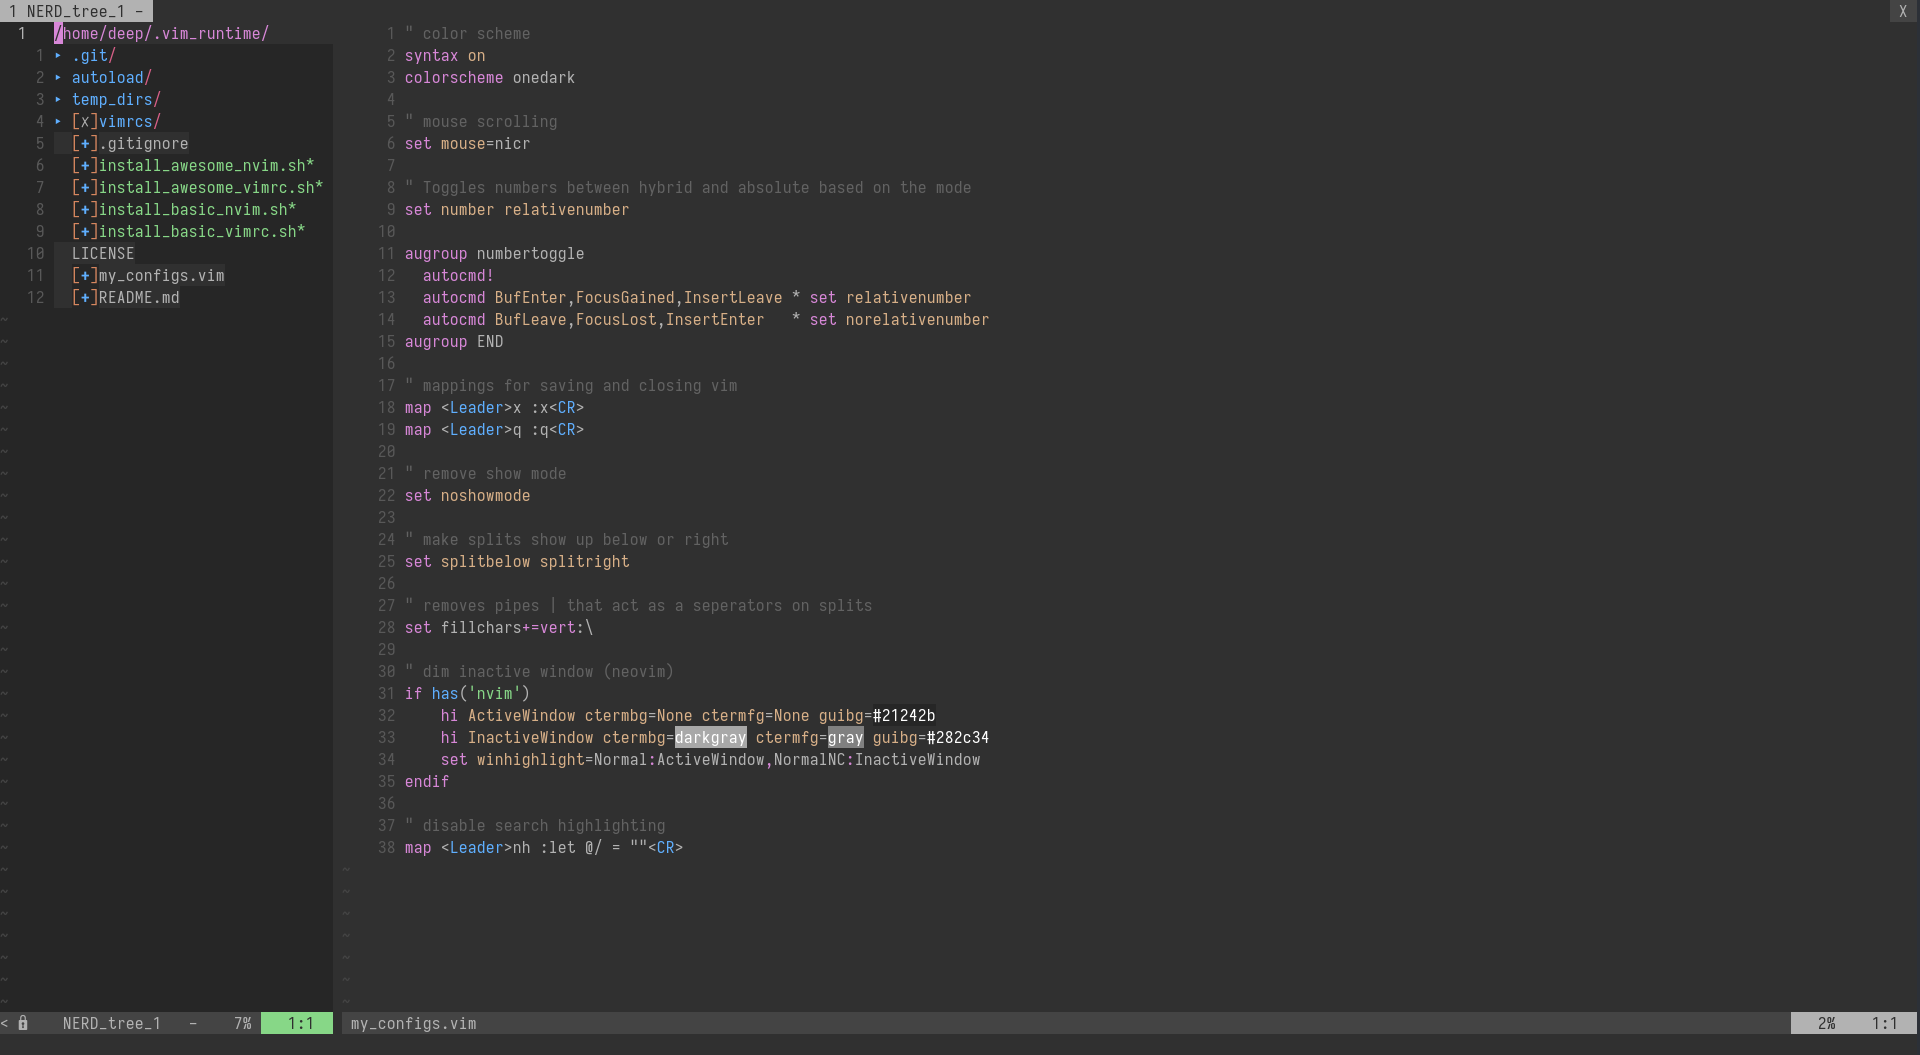 1 NERD_tree_1 - X
1 /home/deep/.vim_runtime/
1 ▸ .git/
2 ▸ autoload/
3 ▸ temp_dirs/
4 ▸ [X]vimrcs/
5 [+].gitignore
6 [+]install_awesome_nvim.sh*
7 [+]install_awesome_vimrc.sh*
8 [+]install_basic_nvim.sh*
9 [+]install_basic_vimrc.sh*
10 LICENSE
11 [+]my_configs.vim
12 [+]README.md
1 " color scheme
2 syntax on
3 colorscheme onedark
4
5 " mouse scrolling
6 set mouse=nicr
7
8 " Toggles numbers between hybrid and absolute based on the mode
9 set number relativenumber
10
11 augroup numbertoggle
12   autocmd!
13   autocmd BufEnter,FocusGained,InsertLeave * set relativenumber
14   autocmd BufLeave,FocusLost,InsertEnter   * set norelativenumber
15 augroup END
16
17 " mappings for saving and closing vim
18 map <Leader>x :x<CR>
19 map <Leader>q :q<CR>
20
21 " remove show mode
22 set noshowmode
23
24 " make splits show up below or right
25 set splitbelow splitright
26
27 " removes pipes | that act as a seperators on splits
28 set fillchars+=vert:\
29
30 " dim inactive window (neovim)
31 if has('nvim')
32     hi ActiveWindow ctermbg=None ctermfg=None guibg=#21242b
33     hi InactiveWindow ctermbg=darkgray ctermfg=gray guibg=#282c34
34     set winhighlight=Normal:ActiveWindow,NormalNC:InactiveWindow
35 endif
36
37 " disable search highlighting
38 map <Leader>nh :let @/ = ""<CR>
< NERD_tree_1 - 7% 1:1 my_configs.vim 2% 1:1